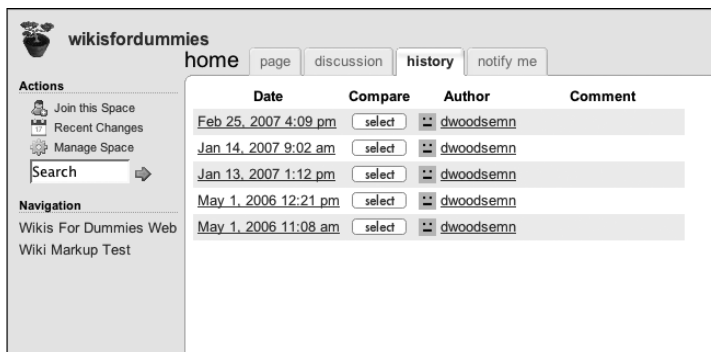 wikisfordummies
home page discussion history notify me
Actions
Join this Space
17 Recent Changes
Manage Space
Search
Navigation
Wikis For Dummies Web
Wiki Markup Test
Date Compare Author Comment
Feb 25, 2007 4:09 pm select dwoodsemn
Jan 14, 2007 9:02 am select dwoodsemn
Jan 13, 2007 1:12 pm select dwoodsemn
May 1, 2006 12:21 pm select dwoodsemn
May 1, 2006 11:08 am select dwoodsemn